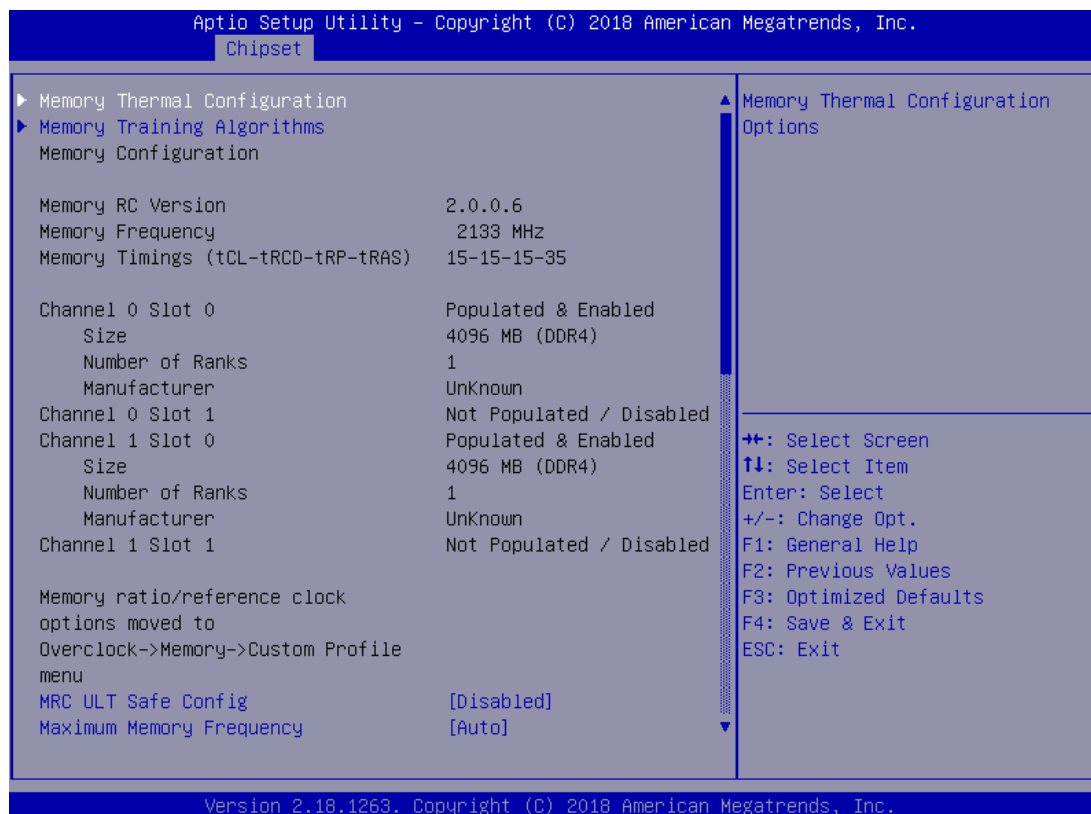 Aptio Setup Utility – Copyright (C) 2018 American Megatrends, Inc.
Chipset
Memory Thermal Configuration
Memory Training Algorithms
Memory Configuration
Memory RC Version 2.0.0.6
Memory Frequency 2133 MHz
Memory Timings (tCL-tRCD-tRP-tRAS) 15-15-15-35
Channel 0 Slot 0 Populated & Enabled
Size 4096 MB (DDR4)
Number of Ranks 1
Manufacturer UnKnown
Channel 0 Slot 1 Not Populated / Disabled
Channel 1 Slot 0 Populated & Enabled
Size 4096 MB (DDR4)
Number of Ranks 1
Manufacturer UnKnown
Channel 1 Slot 1 Not Populated / Disabled
Memory ratio/reference clock
options moved to
Overclock->Memory->Custom Profile
menu
MRC ULT Safe Config [Disabled]
Maximum Memory Frequency [Auto]
Memory Thermal Configuration
Options
→←: Select Screen
↑↓: Select Item
Enter: Select
+/-: Change Opt.
F1: General Help
F2: Previous Values
F3: Optimized Defaults
F4: Save & Exit
ESC: Exit
Version 2.18.1263. Copyright (C) 2018 American Megatrends, Inc.